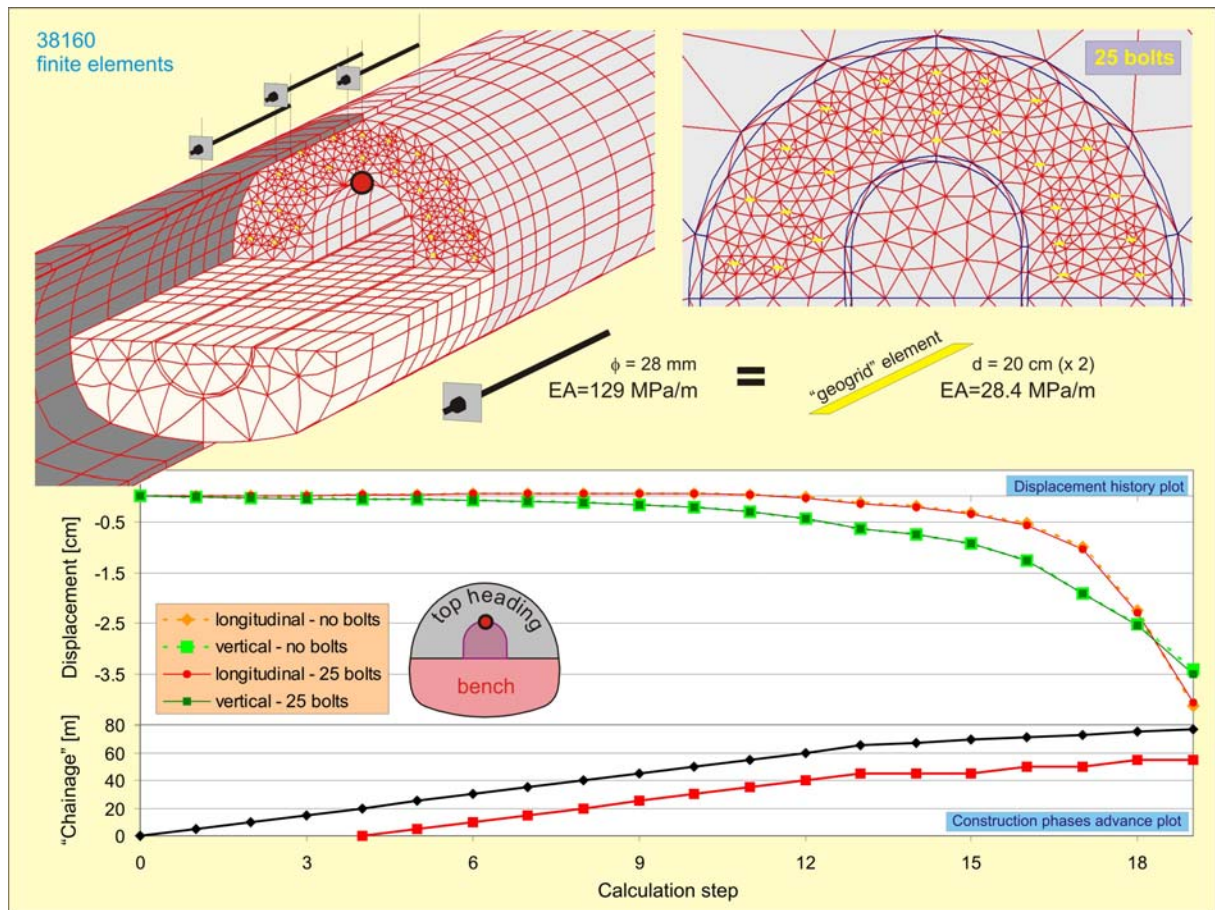 38160
finite elements
25 bolts
ϕ = 28 mm
EA=129 MPa/m
=
"geogrid" element
d = 20 cm (x 2)
EA=28.4 MPa/m
Displacement history plot
Displacement [cm]
-0.5
-1.5
-2.5
-3.5
longitudinal - no bolts
vertical - no bolts
longitudinal - 25 bolts
vertical - 25 bolts
top heading
bench
"Chainage" [m]
80
60
40
20
0
Construction phases advance plot
0 3 6 9 12 15 18
Calculation step